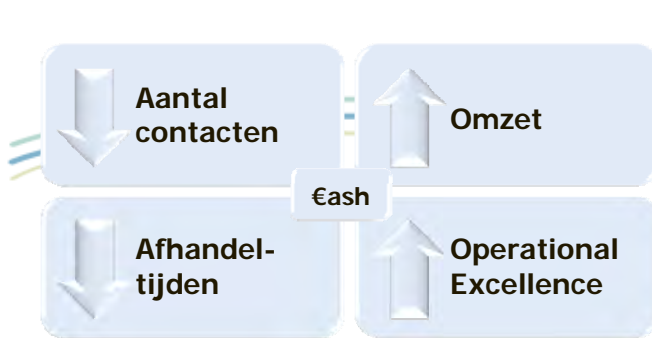 Aantal
contacten
Omzet
€ash
Afhandel-
tijden
Operational
Excellence